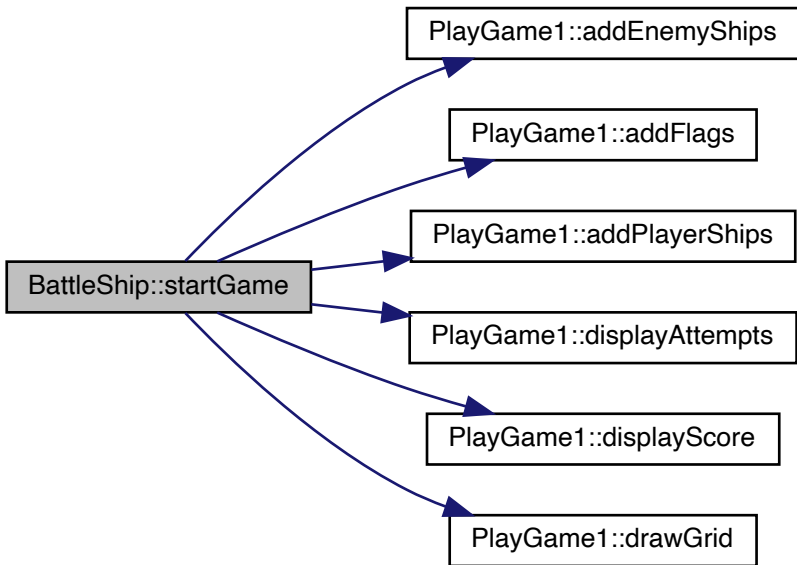 PlayGame1::addEnemyShips
PlayGame1::addFlags
PlayGame1::addPlayerShips
BattleShip::startGame
PlayGame1::displayAttempts
PlayGame1::displayScore
PlayGame1::drawGrid